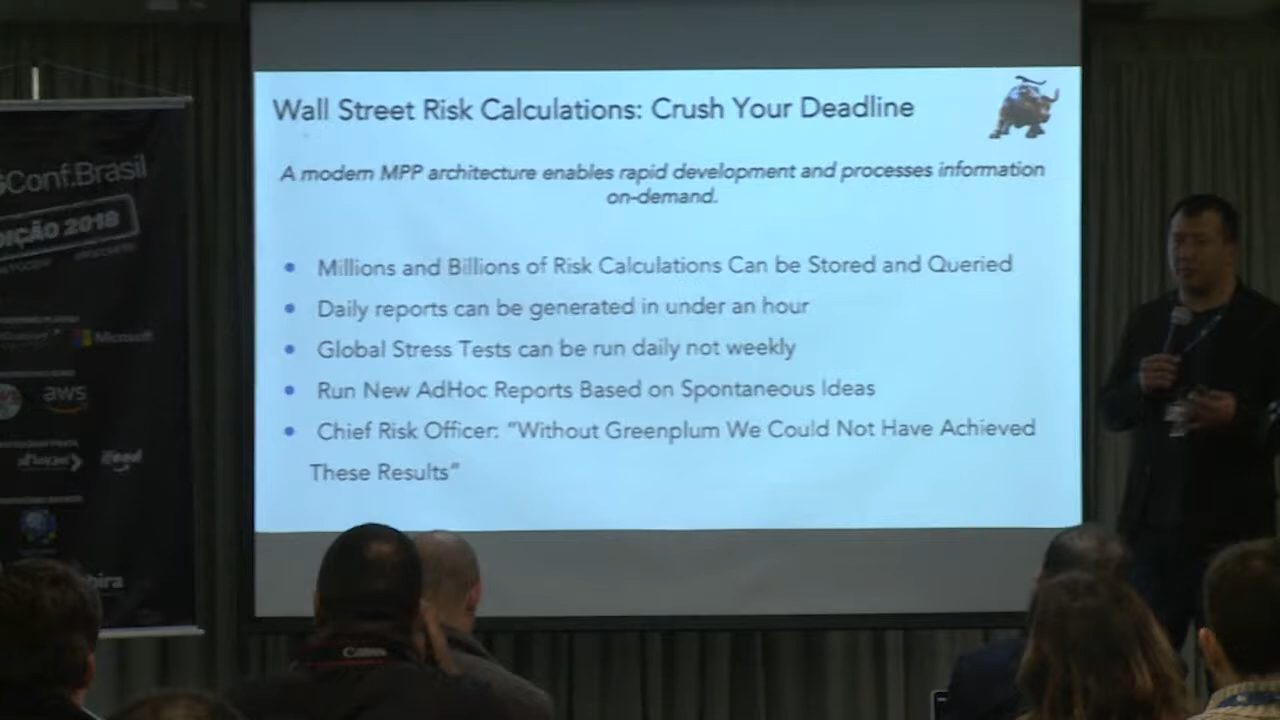 Wall Street Risk Calculations: Crush Your Deadline
A modern MPP architecture enables rapid development and processes information
on-demand.
• Millions and Billions of Risk Calculations Can be Stored and Queried
• Daily reports can be generated in under an hour
• Global Stress Tests can be run daily not weekly
• Run New AdHoc Reports Based on Spontaneous Ideas
• Chief Risk Officer: “Without Greenplum We Could Not Have Achieved
These Results”
Conf.Brasil
DIÇÃO 2018
Microsoft
aws
ifood
Canon